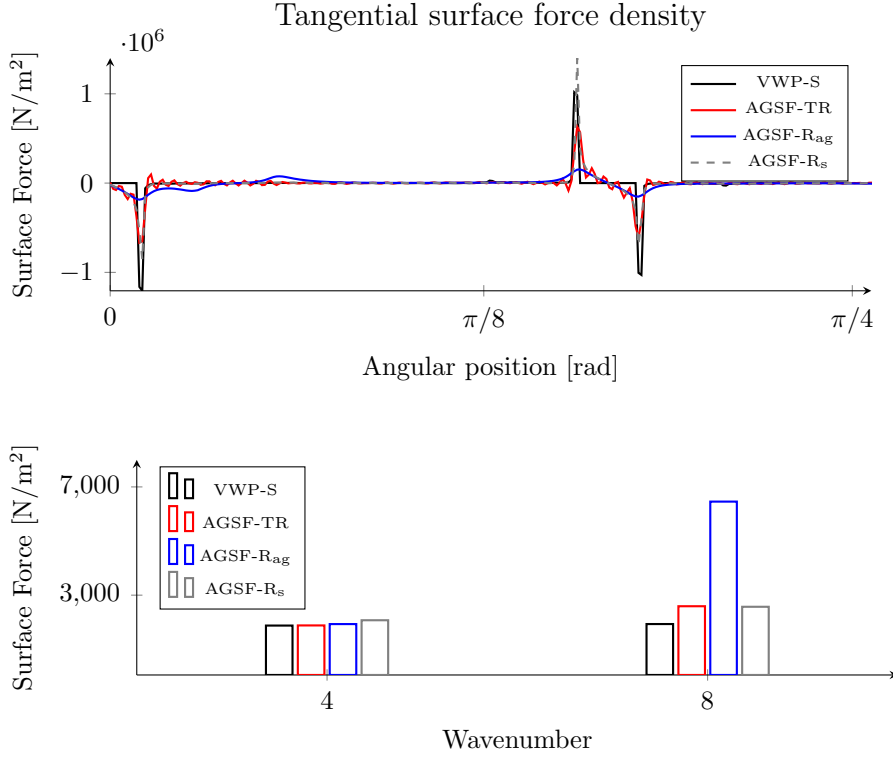 Tangential surface force density
·10⁶
Surface Force [N/m²]
1
0
−1
VWP-S
AGSF-TR
AGSF-R_ag
AGSF-R_s
0
π/8
π/4
Angular position [rad]
Surface Force [N/m²]
7,000
3,000
VWP-S
AGSF-TR
AGSF-R_ag
AGSF-R_s
4
8
Wavenumber